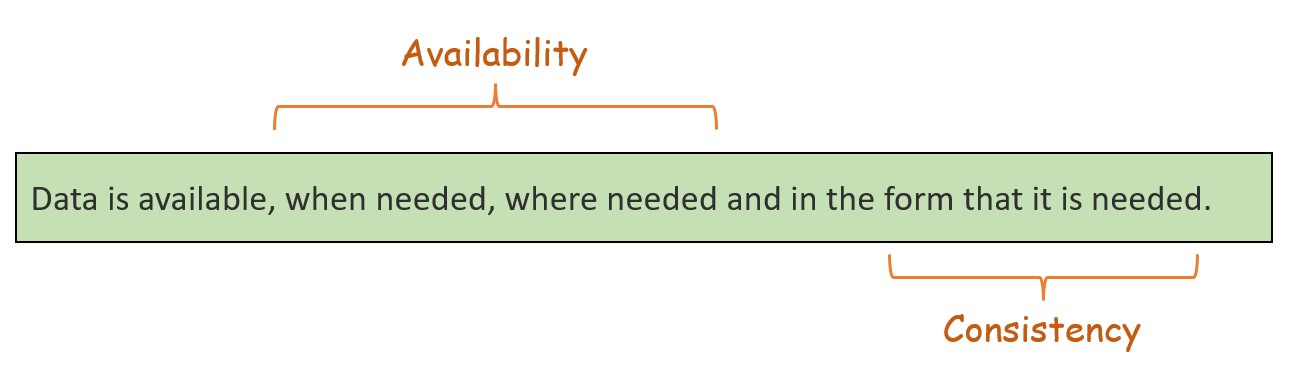 Availability
Data is available, when needed, where needed and in the form that it is needed.
Consistency